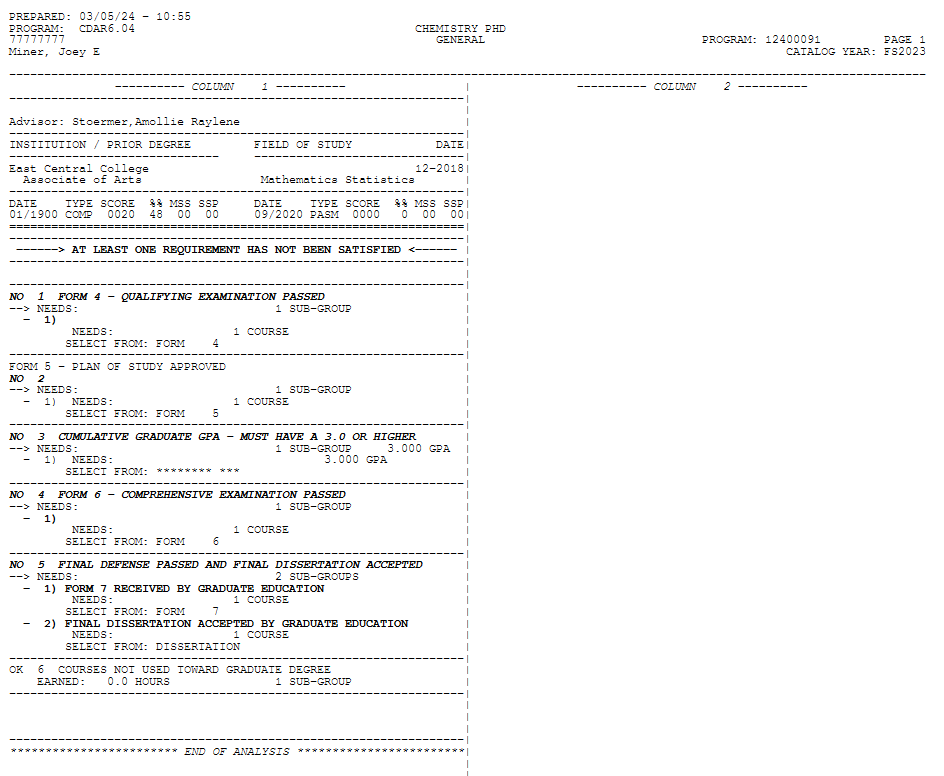 PREPARED: 03/05/24 - 10:55
PROGRAM:  CDAR6.04                                        CHEMISTRY PHD
77777777                                                     GENERAL                               PROGRAM: 12400091         PAGE 1
Miner, Joey E                                                                                                  CATALOG YEAR: FS2023
---------- COLUMN    1 ----------
---------- COLUMN    2 ----------
Advisor: Stoermer,Amollie Raylene
INSTITUTION / PRIOR DEGREE         FIELD OF STUDY            DATE
East Central College                                      12-2018
  Associate of Arts                 Mathematics Statistics
DATE    TYPE SCORE  %% MSS SSP     DATE    TYPE SCORE  %% MSS SSP
01/1900 COMP  0020  48  00  00     09/2020 PASM  0000   0  00  00
------> AT LEAST ONE REQUIREMENT HAS NOT BEEN SATISFIED <------
NO  1  FORM 4 - QUALIFYING EXAMINATION PASSED
--> NEEDS:                            1 SUB-GROUP
  -  1)
         NEEDS:                 1 COURSE
        SELECT FROM: FORM    4
FORM 5 - PLAN OF STUDY APPROVED
NO  2
--> NEEDS:                            1 SUB-GROUP
  -  1)  NEEDS:                 1 COURSE
        SELECT FROM: FORM    5
NO  3  CUMULATIVE GRADUATE GPA - MUST HAVE A 3.0 OR HIGHER
--> NEEDS:                            1 SUB-GROUP     3.000 GPA
  -  1)  NEEDS:                              3.000 GPA
        SELECT FROM: ******** ***
NO  4  FORM 6 - COMPREHENSIVE EXAMINATION PASSED
--> NEEDS:                            1 SUB-GROUP
  -  1)
         NEEDS:                 1 COURSE
        SELECT FROM: FORM    6
NO  5  FINAL DEFENSE PASSED AND FINAL DISSERTATION ACCEPTED
--> NEEDS:                            2 SUB-GROUPS
  -  1) FORM 7 RECEIVED BY GRADUATE EDUCATION
         NEEDS:                 1 COURSE
        SELECT FROM: FORM    7
  -  2) FINAL DISSERTATION ACCEPTED BY GRADUATE EDUCATION
         NEEDS:                 1 COURSE
        SELECT FROM: DISSERTATION
OK  6  COURSES NOT USED TOWARD GRADUATE DEGREE
    EARNED:   0.0 HOURS               1 SUB-GROUP
************************ END OF ANALYSIS ************************